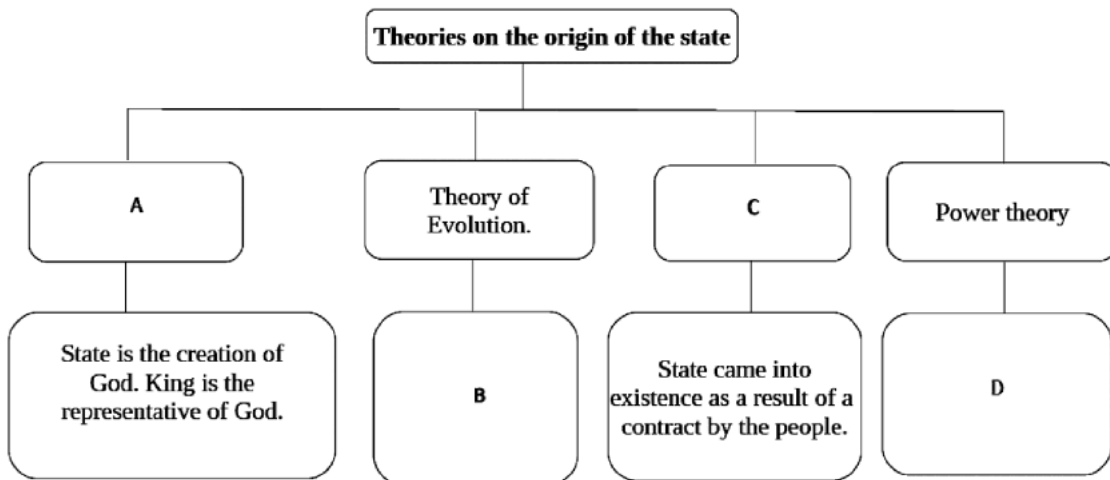 Theories on the origin of the state
A
Theory of
Evolution.
C
Power theory
State is the creation of
God. King is the
representative of God.
B
State came into
existence as a result of a
contract by the people.
D